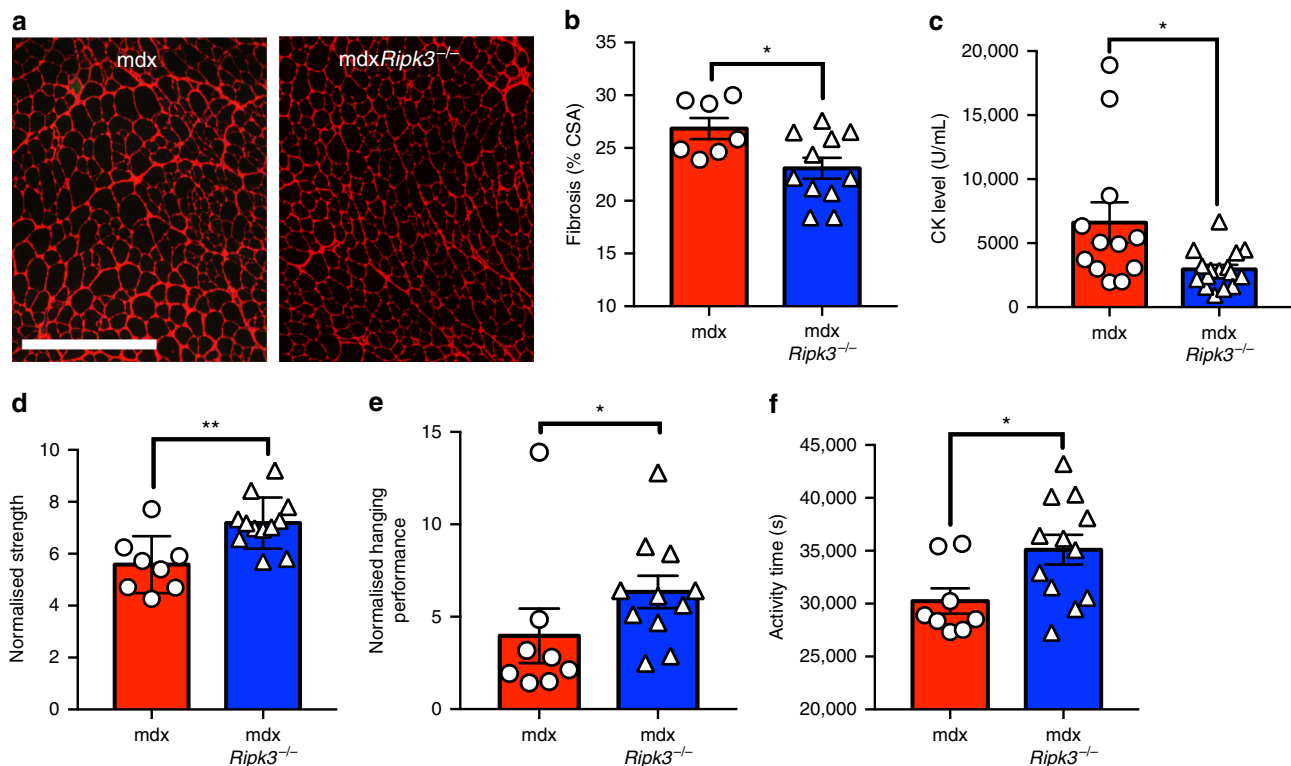 a
mdx
mdxRipk3–/–
b
*
Fibrosis (% CSA)
35
30
25
20
15
10
mdx
mdx
Ripk3–/–
c
*
CK level (U/mL)
20,000
15,000
10,000
5000
0
mdx
mdx
Ripk3–/–
d
**
Normalised strength
10
8
6
4
2
0
mdx
mdx
Ripk3–/–
e
*
Normalised hanging
performance
15
10
5
0
mdx
mdx
Ripk3–/–
f
*
Activity time (s)
45,000
40,000
35,000
30,000
25,000
20,000
mdx
mdx
Ripk3–/–